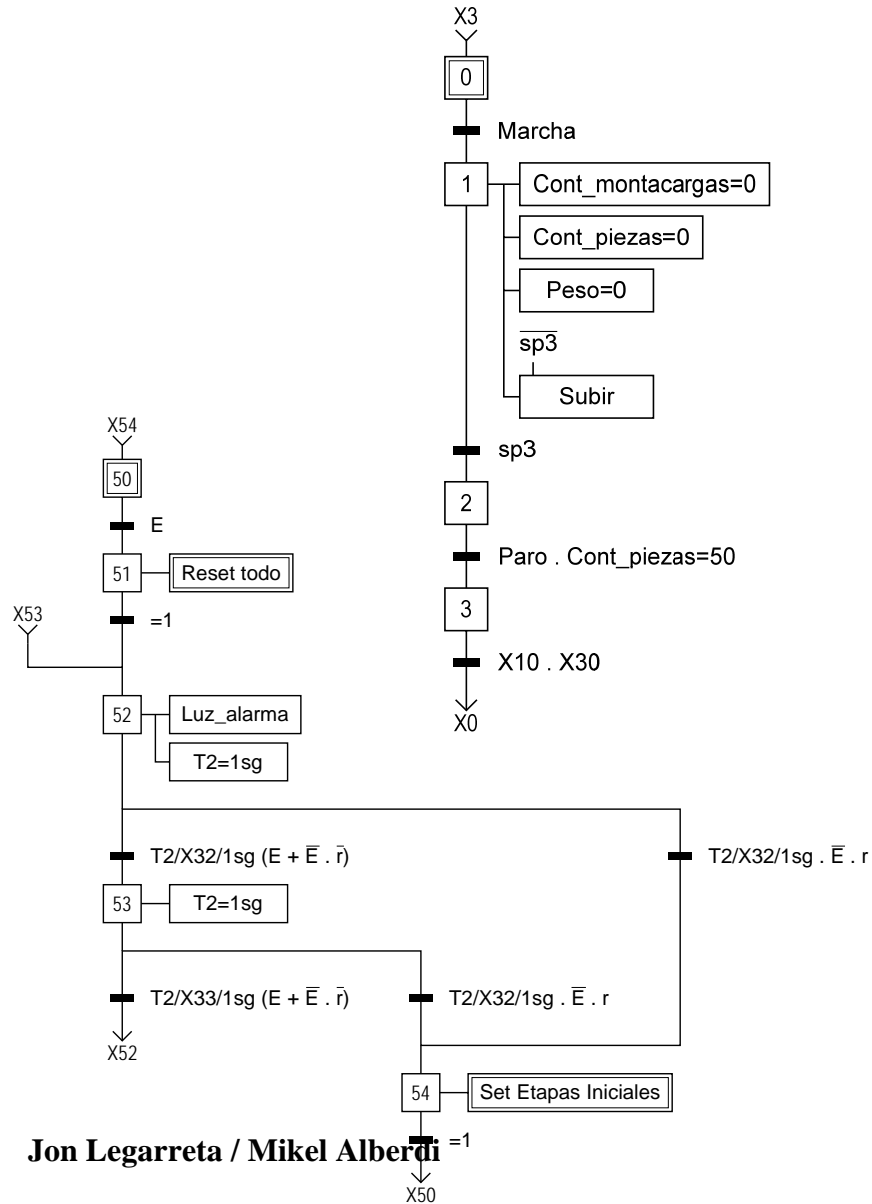 X3
0
Marcha
1
Cont_montacargas=0
Cont_piezas=0
Peso=0
s̅p̅3̅
Subir
sp3
2
Paro . Cont_piezas=50
3
X10 . X30
X0
X54
50
E
51
Reset todo
=1
X53
52
Luz_alarma
T2=1sg
T2/X32/1sg (E + E̅ . r̅)
T2/X32/1sg . E̅ . r
53
T2=1sg
T2/X33/1sg (E + E̅ . r̅)
T2/X32/1sg . E̅ . r
X52
54
Set Etapas Iniciales
=1
X50
Jon Legarreta / Mikel Alberdi